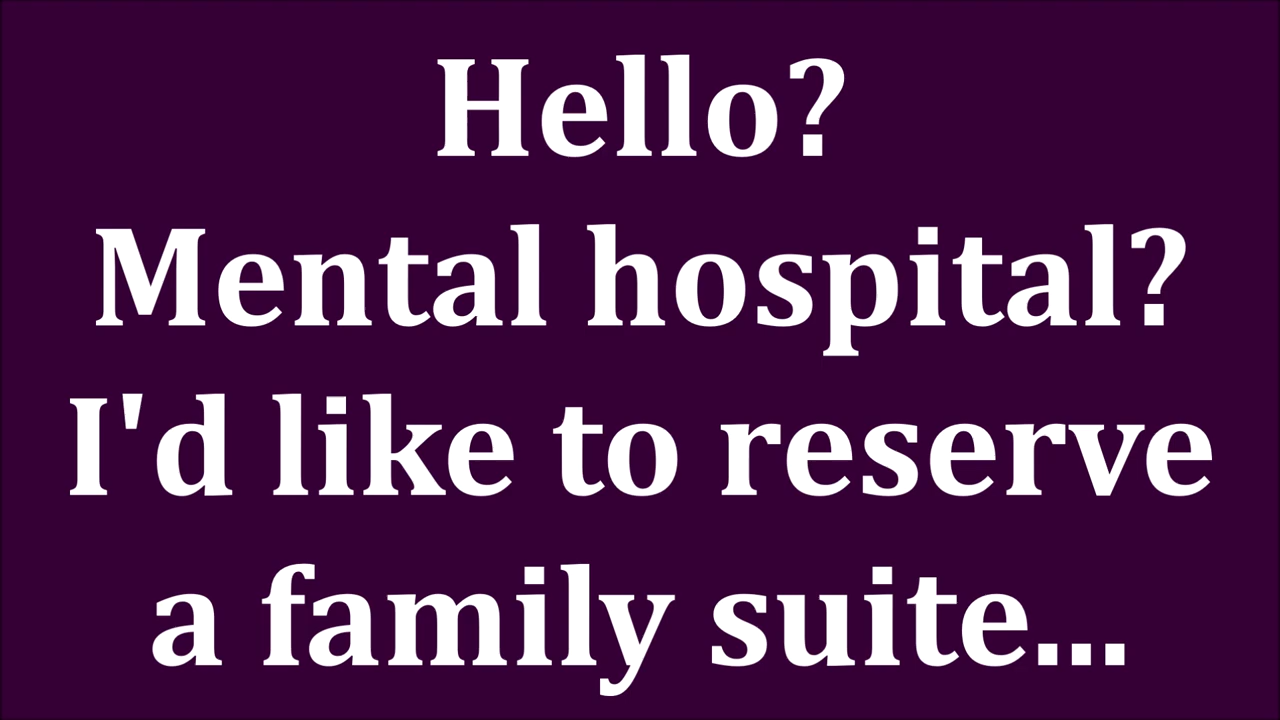 Hello?
Mental hospital?
I'd like to reserve
a family suite...